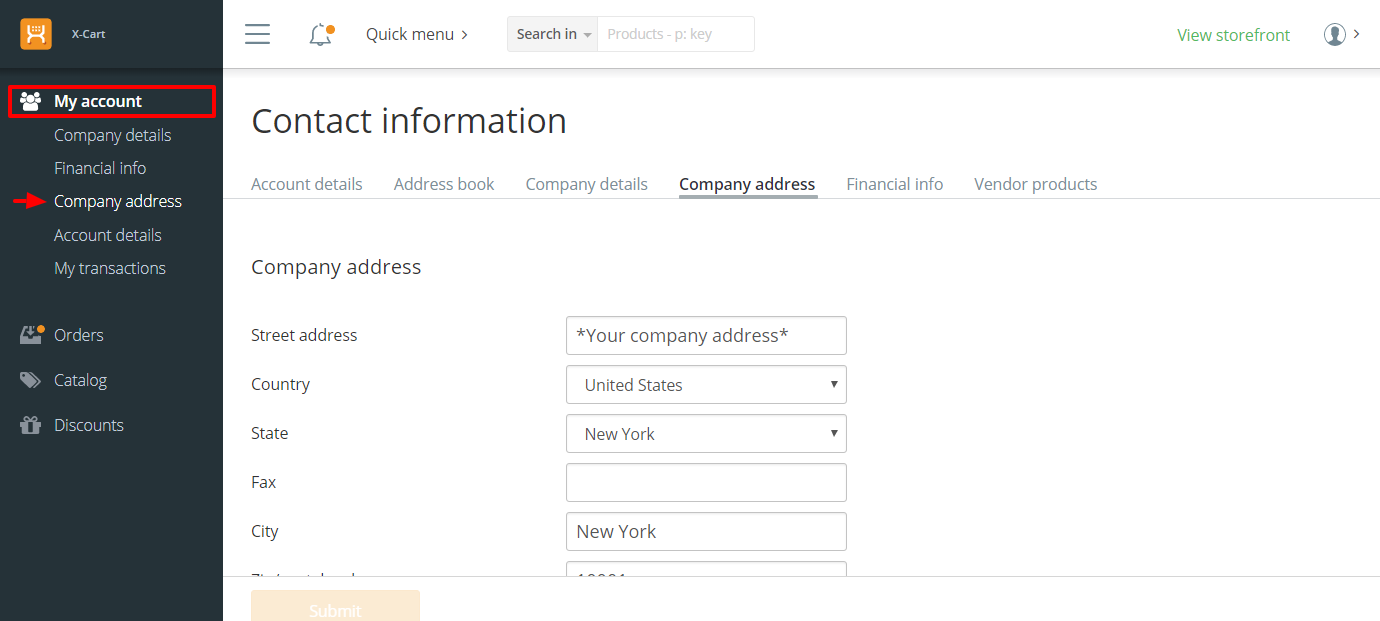 X-Cart
Quick menu
Search in
Products - p: key
View storefront
My account
Company details
Financial info
Company address
Account details
My transactions
Orders
Catalog
Discounts
Contact information
Account details Address book Company details Company address Financial info Vendor products
Company address
Street address *Your company address*
Country United States
State New York
Fax
City New York
Submit